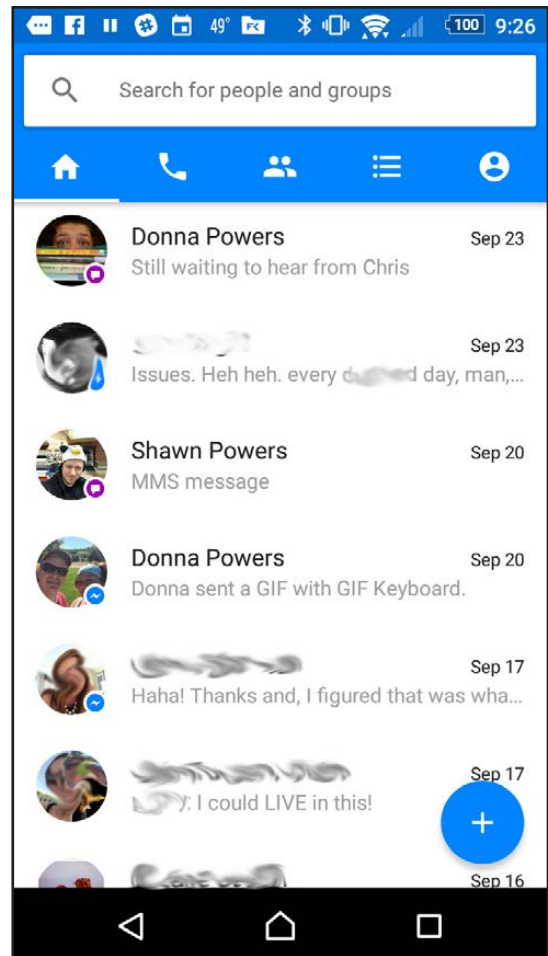 49° FK 100 9:26
Search for people and groups
Donna Powers Sep 23
Still waiting to hear from Chris
Sep 23
Issues. Heh heh. every day, man,...
Shawn Powers Sep 20
MMS message
Donna Powers Sep 20
Donna sent a GIF with GIF Keyboard.
Sep 17
Haha! Thanks and, I figured that was wha...
Sep 17
I could LIVE in this!
Sep 16